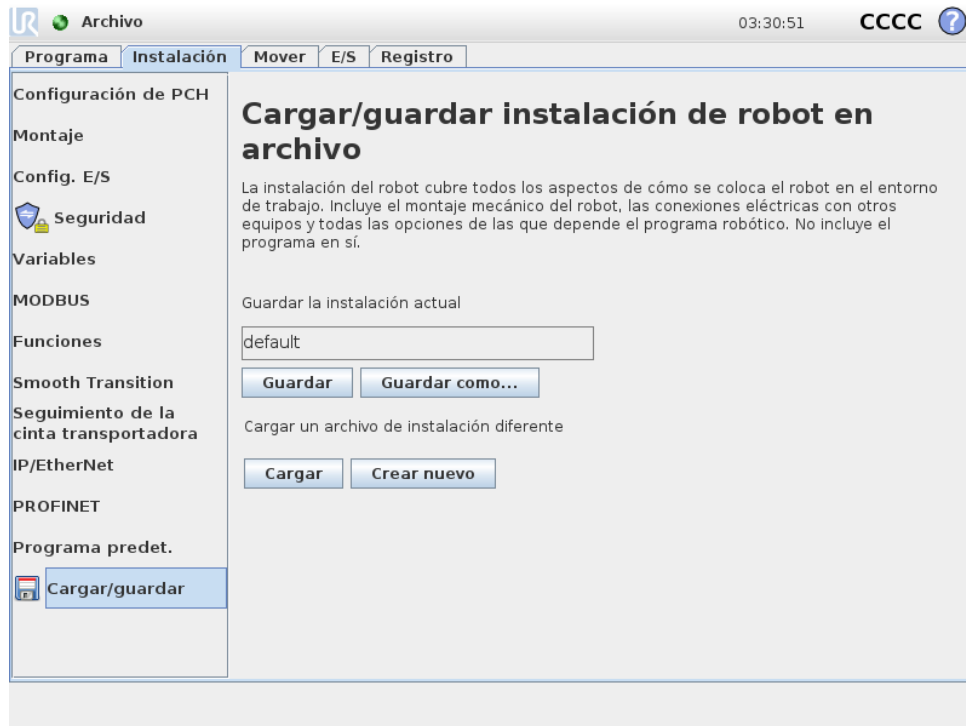 UR Archivo 03:30:51 CCCC ?
Programa Instalación Mover E/S Registro
Configuración de PCH
Montaje
Config. E/S
Seguridad
Variables
MODBUS
Funciones
Smooth Transition
Seguimiento de la
cinta transportadora
IP/EtherNet
PROFINET
Programa predet.
Cargar/guardar
Cargar/guardar instalación de robot en
archivo
La instalación del robot cubre todos los aspectos de cómo se coloca el robot en el entorno
de trabajo. Incluye el montaje mecánico del robot, las conexiones eléctricas con otros
equipos y todas las opciones de las que depende el programa robótico. No incluye el
programa en sí.
Guardar la instalación actual
default
Guardar Guardar como...
Cargar un archivo de instalación diferente
Cargar Crear nuevo